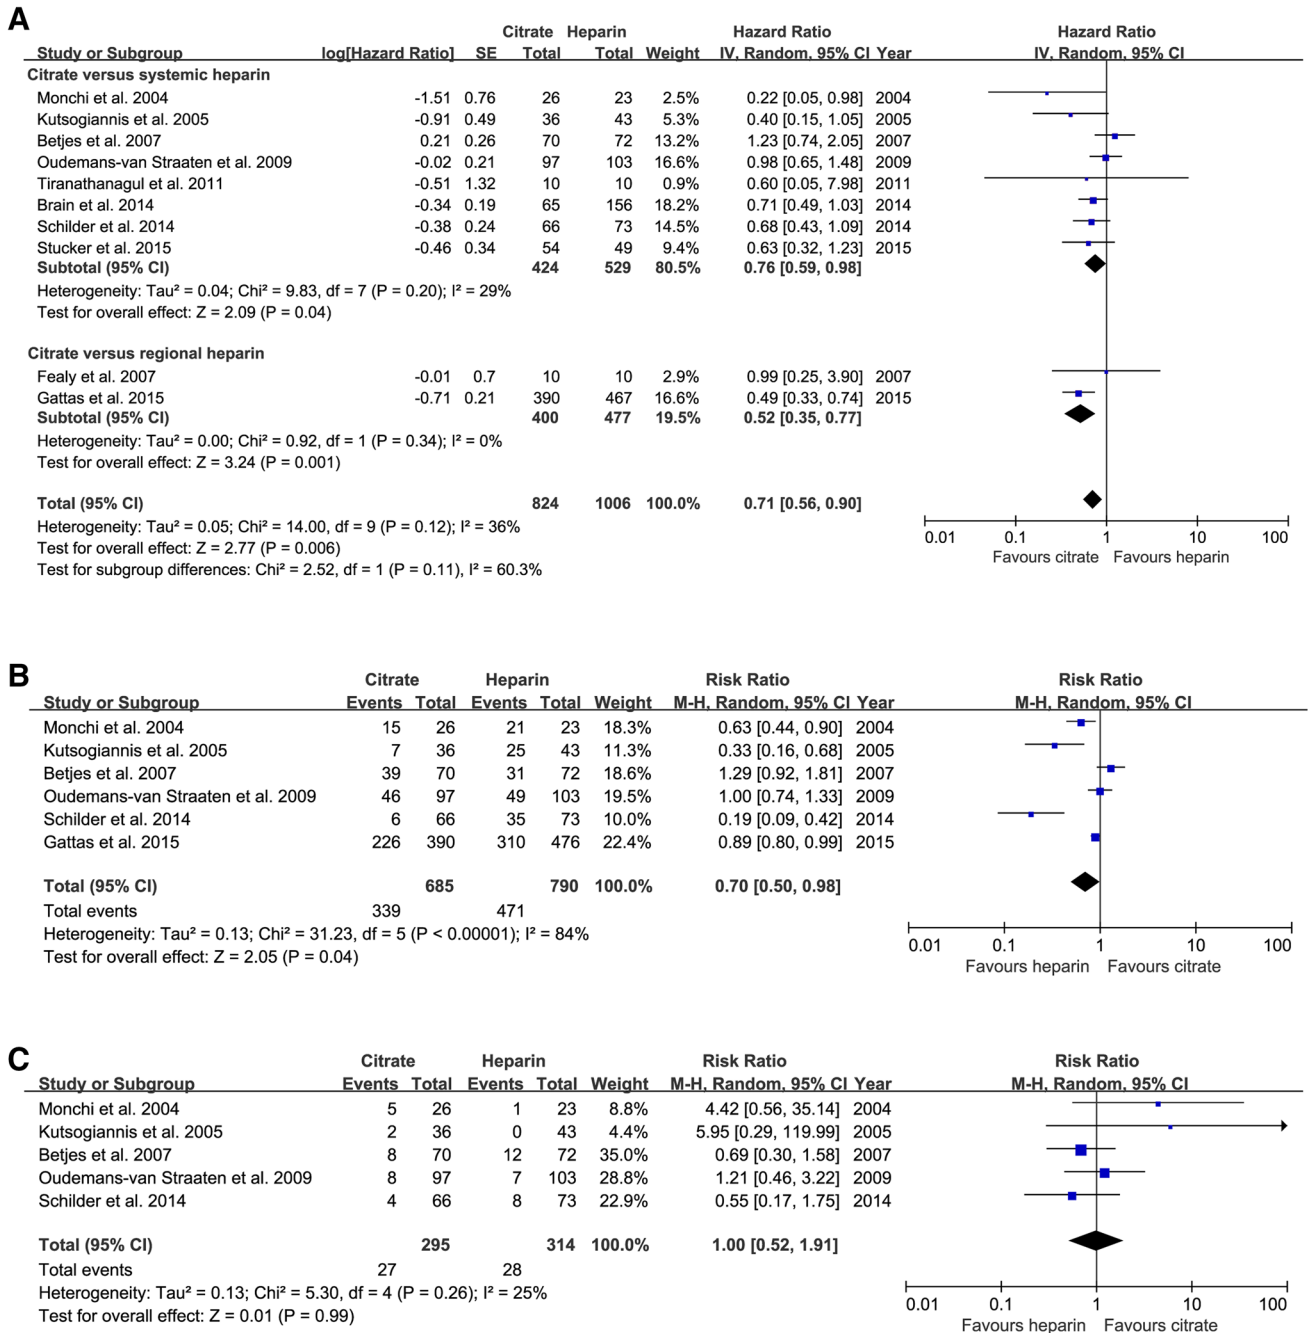 A
Citrate Heparin Hazard Ratio Hazard Ratio
Study or Subgroup log[Hazard Ratio] SE Total Total Weight IV, Random, 95% CI Year IV, Random, 95% CI
Citrate versus systemic heparin
Monchi et al. 2004 -1.51 0.76 26 23 2.5% 0.22 [0.05, 0.98] 2004
Kutsogiannis et al. 2005 -0.91 0.49 36 43 5.3% 0.40 [0.15, 1.05] 2005
Betjes et al. 2007 0.21 0.26 70 72 13.2% 1.23 [0.74, 2.05] 2007
Oudemans-van Straaten et al. 2009 -0.02 0.21 97 103 16.6% 0.98 [0.65, 1.48] 2009
Tiranathanagul et al. 2011 -0.51 1.32 10 10 0.9% 0.60 [0.05, 7.98] 2011
Brain et al. 2014 -0.34 0.19 65 156 18.2% 0.71 [0.49, 1.03] 2014
Schilder et al. 2014 -0.38 0.24 66 73 14.5% 0.68 [0.43, 1.09] 2014
Stucker et al. 2015 -0.46 0.34 54 49 9.4% 0.63 [0.32, 1.23] 2015
Subtotal (95% CI) 424 529 80.5% 0.76 [0.59, 0.98]
Heterogeneity: Tau² = 0.04; Chi² = 9.83, df = 7 (P = 0.20); I² = 29%
Test for overall effect: Z = 2.09 (P = 0.04)
Citrate versus regional heparin
Fealy et al. 2007 -0.01 0.7 10 10 2.9% 0.99 [0.25, 3.90] 2007
Gattas et al. 2015 -0.71 0.21 390 467 16.6% 0.49 [0.33, 0.74] 2015
Subtotal (95% CI) 400 477 19.5% 0.52 [0.35, 0.77]
Heterogeneity: Tau² = 0.00; Chi² = 0.92, df = 1 (P = 0.34); I² = 0%
Test for overall effect: Z = 3.24 (P = 0.001)
Total (95% CI) 824 1006 100.0% 0.71 [0.56, 0.90]
Heterogeneity: Tau² = 0.05; Chi² = 14.00, df = 9 (P = 0.12); I² = 36%
Test for overall effect: Z = 2.77 (P = 0.006)
Test for subgroup differences: Chi² = 2.52, df = 1 (P = 0.11), I² = 60.3%
0.01 0.1 1 10 100
Favours citrate Favours heparin
B
Citrate Heparin Risk Ratio Risk Ratio
Study or Subgroup Events Total Events Total Weight M-H, Random, 95% CI Year M-H, Random, 95% CI
Monchi et al. 2004 15 26 21 23 18.3% 0.63 [0.44, 0.90] 2004
Kutsogiannis et al. 2005 7 36 25 43 11.3% 0.33 [0.16, 0.68] 2005
Betjes et al. 2007 39 70 31 72 18.6% 1.29 [0.92, 1.81] 2007
Oudemans-van Straaten et al. 2009 46 97 49 103 19.5% 1.00 [0.74, 1.33] 2009
Schilder et al. 2014 6 66 35 73 10.0% 0.19 [0.09, 0.42] 2014
Gattas et al. 2015 226 390 310 476 22.4% 0.89 [0.80, 0.99] 2015
Total (95% CI) 685 790 100.0% 0.70 [0.50, 0.98]
Total events 339 471
Heterogeneity: Tau² = 0.13; Chi² = 31.23, df = 5 (P < 0.00001); I² = 84%
Test for overall effect: Z = 2.05 (P = 0.04)
0.01 0.1 1 10 100
Favours heparin Favours citrate
C
Citrate Heparin Risk Ratio Risk Ratio
Study or Subgroup Events Total Events Total Weight M-H, Random, 95% CI Year M-H, Random, 95% CI
Monchi et al. 2004 5 26 1 23 8.8% 4.42 [0.56, 35.14] 2004
Kutsogiannis et al. 2005 2 36 0 43 4.4% 5.95 [0.29, 119.99] 2005
Betjes et al. 2007 8 70 12 72 35.0% 0.69 [0.30, 1.58] 2007
Oudemans-van Straaten et al. 2009 8 97 7 103 28.8% 1.21 [0.46, 3.22] 2009
Schilder et al. 2014 4 66 8 73 22.9% 0.55 [0.17, 1.75] 2014
Total (95% CI) 295 314 100.0% 1.00 [0.52, 1.91]
Total events 27 28
Heterogeneity: Tau² = 0.13; Chi² = 5.30, df = 4 (P = 0.26); I² = 25%
Test for overall effect: Z = 0.01 (P = 0.99)
0.01 0.1 1 10 100
Favours heparin Favours citrate